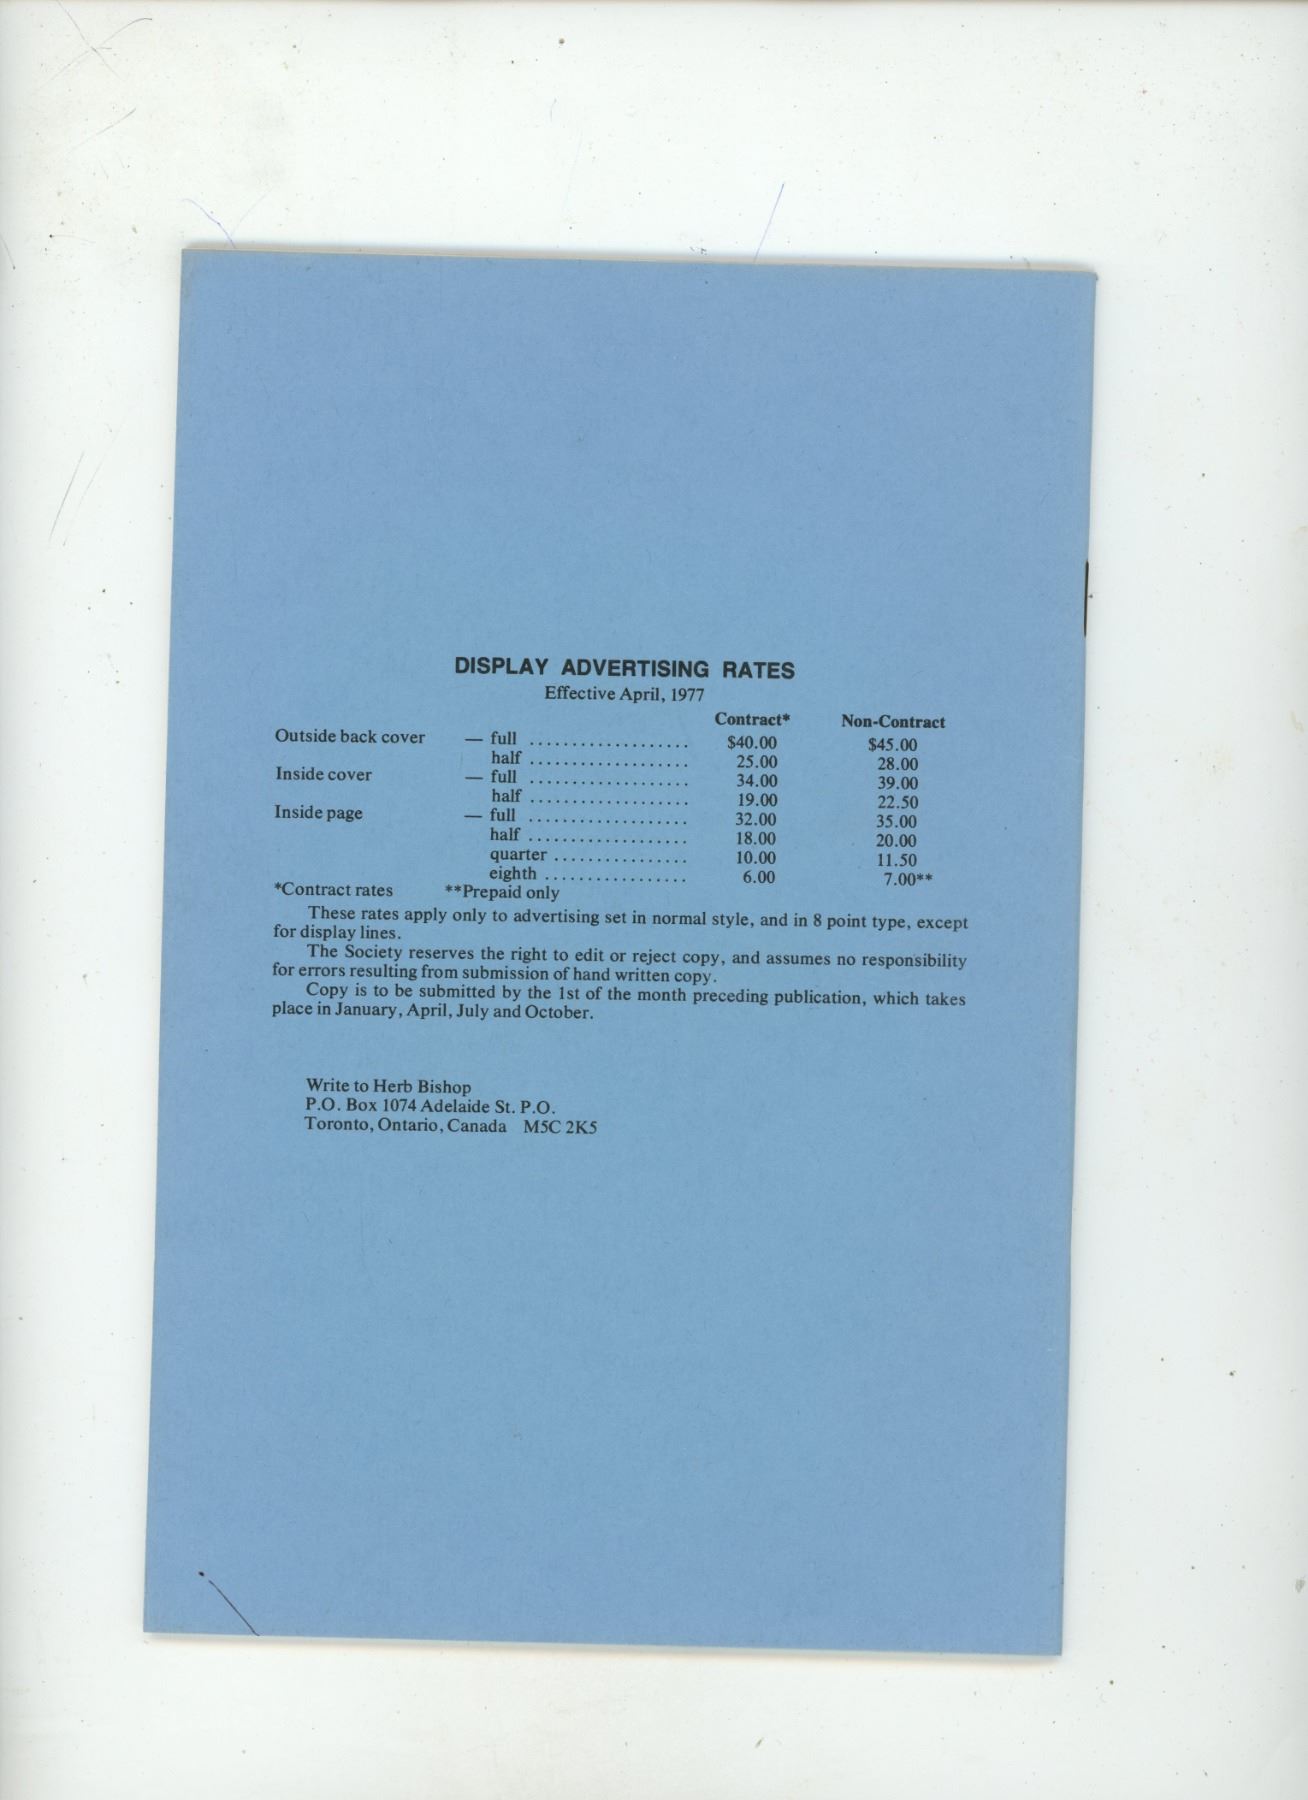 DISPLAY ADVERTISING RATES
Effective April, 1977
Contract* Non-Contract
Outside back cover — full ................... $40.00 $45.00
half ................... 25.00 28.00
Inside cover — full ................... 34.00 39.00
half ................... 19.00 22.50
Inside page — full ................... 32.00 35.00
half ................... 18.00 20.00
quarter ................ 10.00 11.50
eighth ................. 6.00 7.00**
*Contract rates **Prepaid only
These rates apply only to advertising set in normal style, and in 8 point type, except
for display lines.
The Society reserves the right to edit or reject copy, and assumes no responsibility
for errors resulting from submission of hand written copy.
Copy is to be submitted by the 1st of the month preceding publication, which takes
place in January, April, July and October.
Write to Herb Bishop
P.O. Box 1074 Adelaide St. P.O.
Toronto, Ontario, Canada M5C 2K5